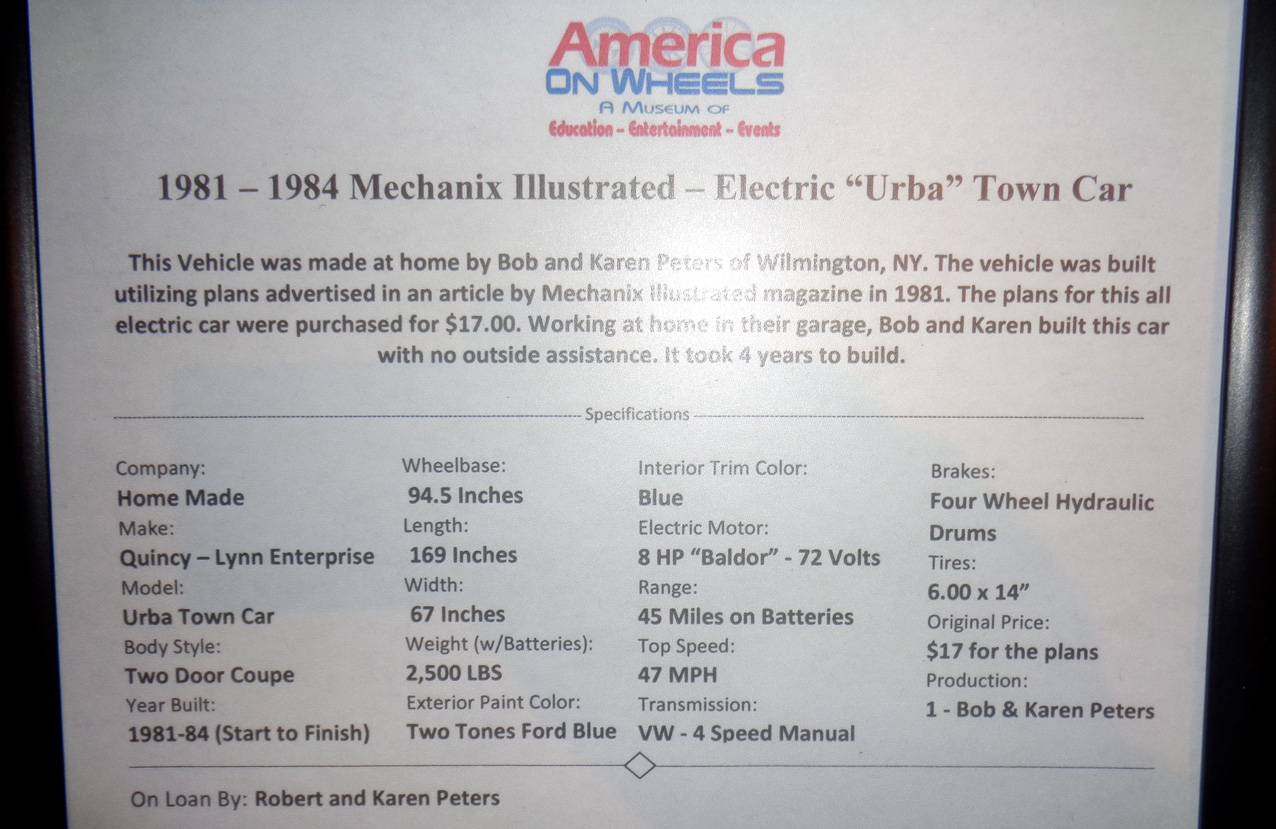 America
ON WHEELS
A MUSEUM OF
Education – Entertainment – Events
1981 – 1984 Mechanix Illustrated – Electric “Urba” Town Car
This Vehicle was made at home by Bob and Karen Peters of Wilmington, NY. The vehicle was built
utilizing plans advertised in an article by Mechanix Illustrated magazine in 1981. The plans for this all
electric car were purchased for $17.00. Working at home in their garage, Bob and Karen built this car
with no outside assistance. It took 4 years to build.
Specifications
Company:
Home Made
Make:
Quincy – Lynn Enterprise
Model:
Urba Town Car
Body Style:
Two Door Coupe
Year Built:
1981-84 (Start to Finish)
Wheelbase:
94.5 Inches
Length:
169 Inches
Width:
67 Inches
Weight (w/Batteries):
2,500 LBS
Exterior Paint Color:
Two Tones Ford Blue
Interior Trim Color:
Blue
Electric Motor:
8 HP “Baldor” - 72 Volts
Range:
45 Miles on Batteries
Top Speed:
47 MPH
Transmission:
VW - 4 Speed Manual
Brakes:
Four Wheel Hydraulic
Drums
Tires:
6.00 x 14”
Original Price:
$17 for the plans
Production:
1 - Bob & Karen Peters
On Loan By: Robert and Karen Peters